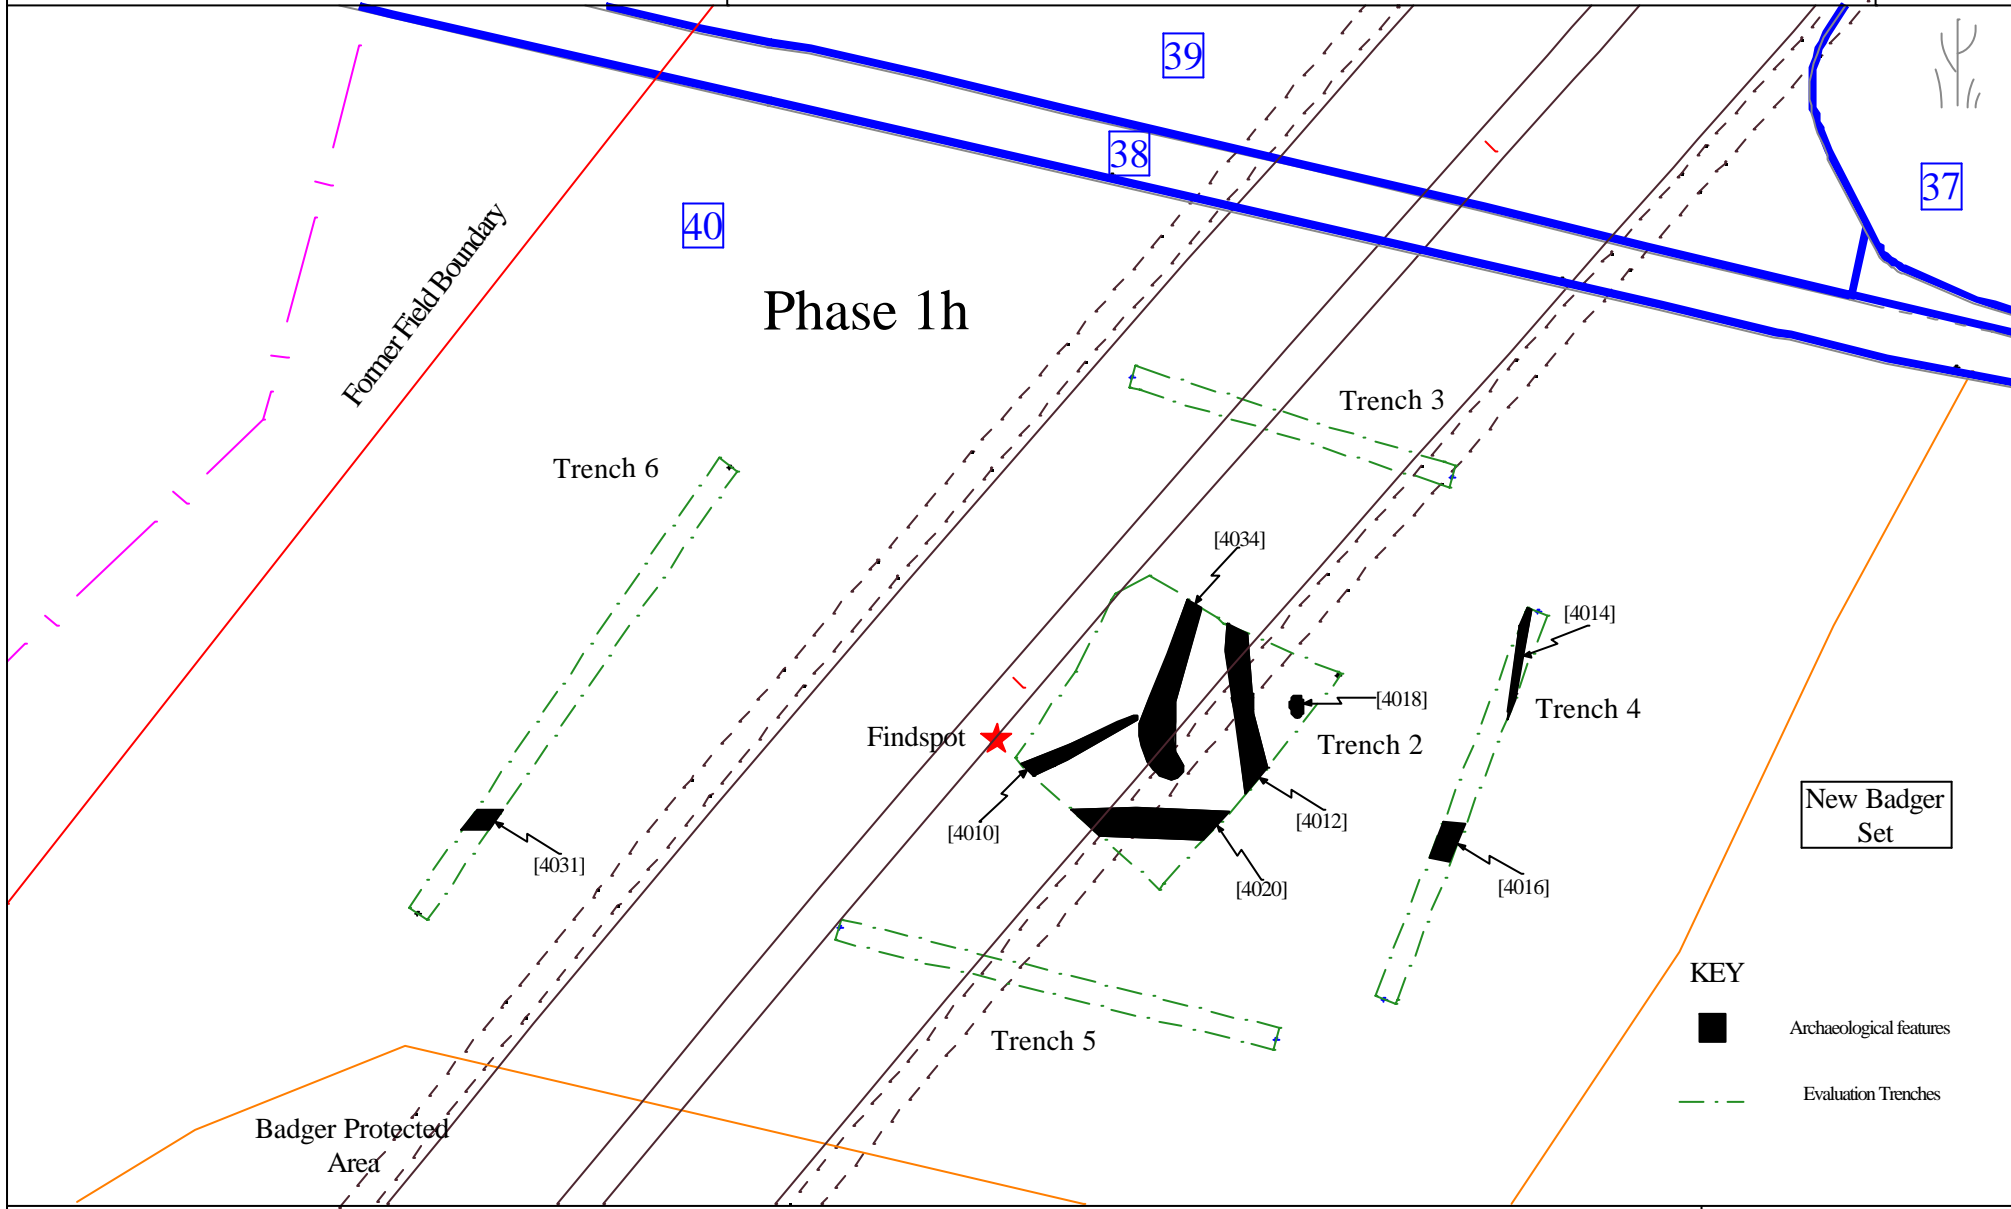 39
38
37
40
Former Field Boundary
Phase 1h
Trench 3
Trench 6
[4034]
[4014]
[4018]
Trench 4
Findspot
Trench 2
New Badger
Set
[4010]
[4012]
[4031]
[4020]
[4016]
KEY
Archaeological features
Trench 5
Evaluation Trenches
Badger Protected
Area